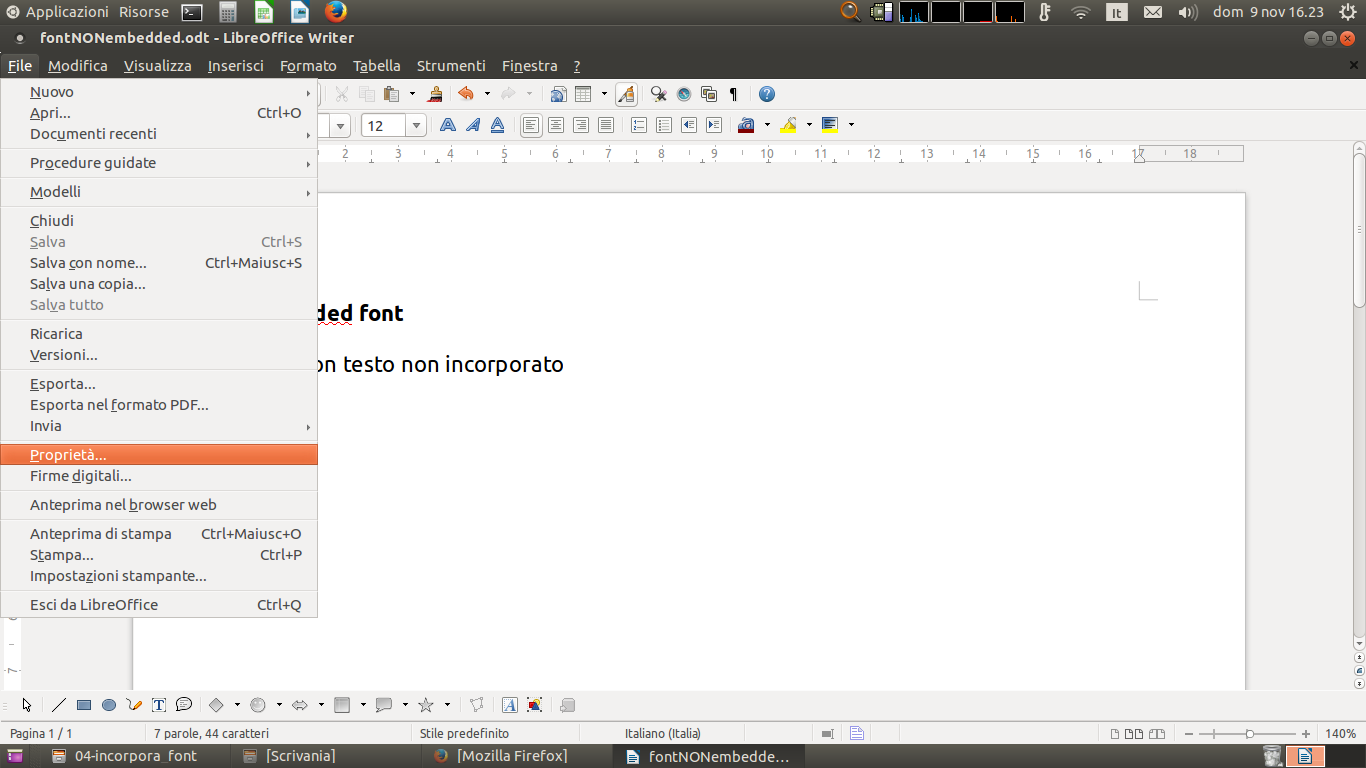 Applicazioni Risorse It dom 9 nov 16.23
fontNONembedded.odt - LibreOffice Writer
File Modifica Visualizza Inserisci Formato Tabella Strumenti Finestra ?
Nuovo
Apri... Ctrl+O
Documenti recenti
Procedure guidate
Modelli
Chiudi
Salva Ctrl+S
Salva con nome... Ctrl+Maiusc+S
Salva una copia...
Salva tutto
Ricarica
Versioni...
Esporta...
Esporta nel formato PDF...
Invia
Proprietà...
Firme digitali...
Anteprima nel browser web
Anteprima di stampa Ctrl+Maiusc+O
Stampa... Ctrl+P
Impostazioni stampante...
Esci da LibreOffice Ctrl+Q
12
2 3 4 5 6 7 8 9 10 11 12 13 14 15 16 17 18
ded font
on testo non incorporato
7
Pagina 1 / 1 7 parole, 44 caratteri Stile predefinito Italiano (Italia) 140%
04-incorpora_font [Scrivania] [Mozilla Firefox] fontNONembedde...